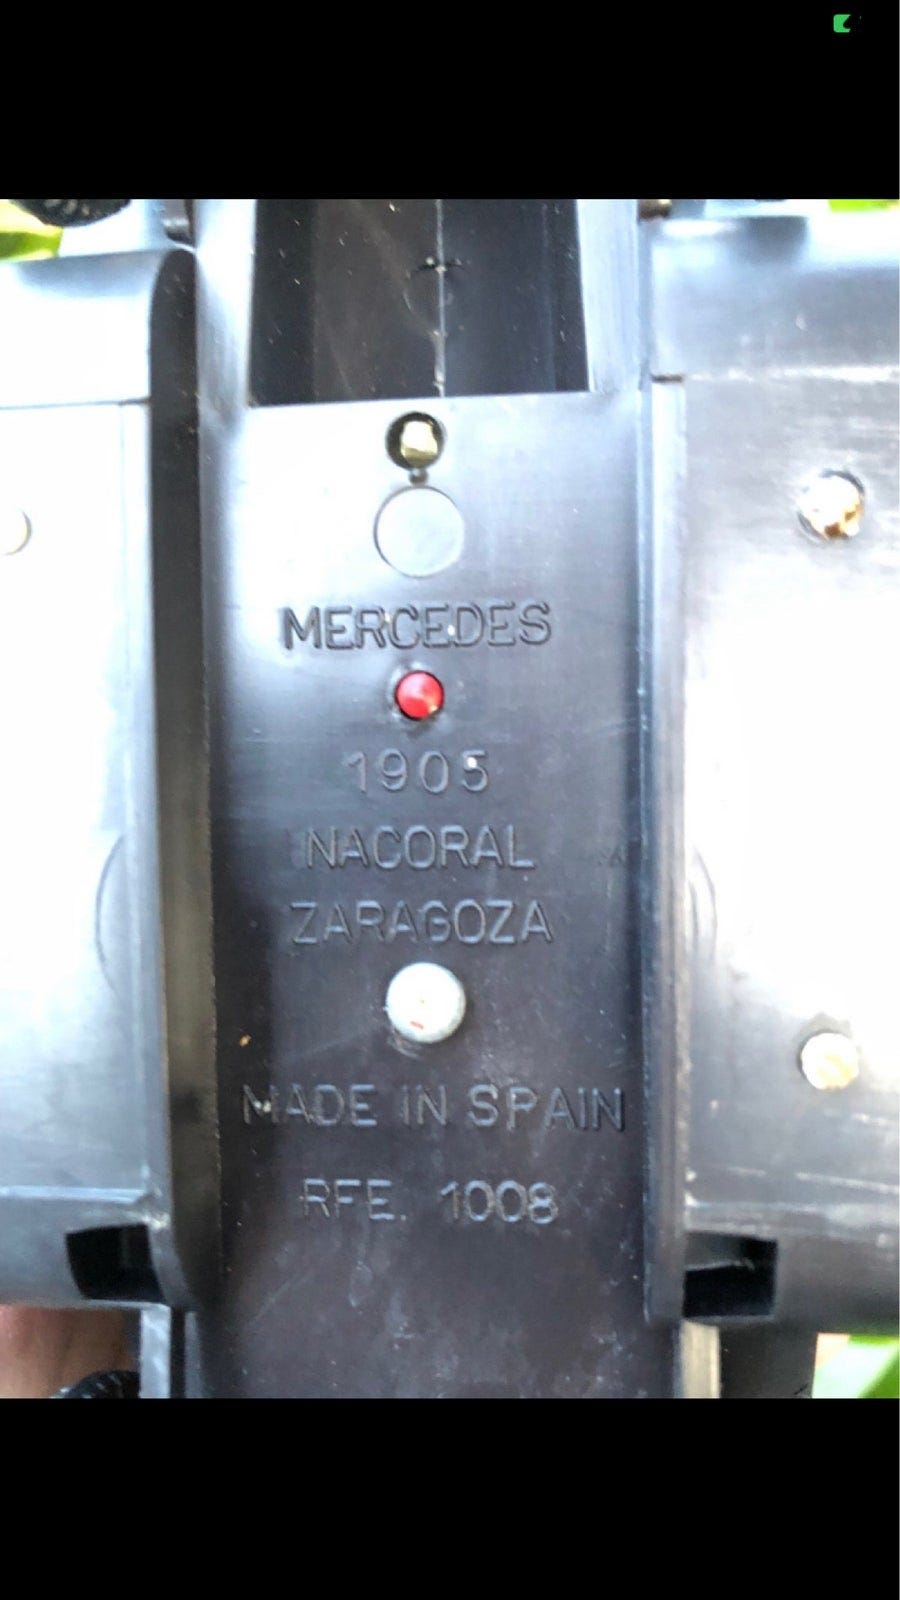 MERCEDES
1905
NACORAL
ZARAGOZA
MADE IN SPAIN
RFE. 1008